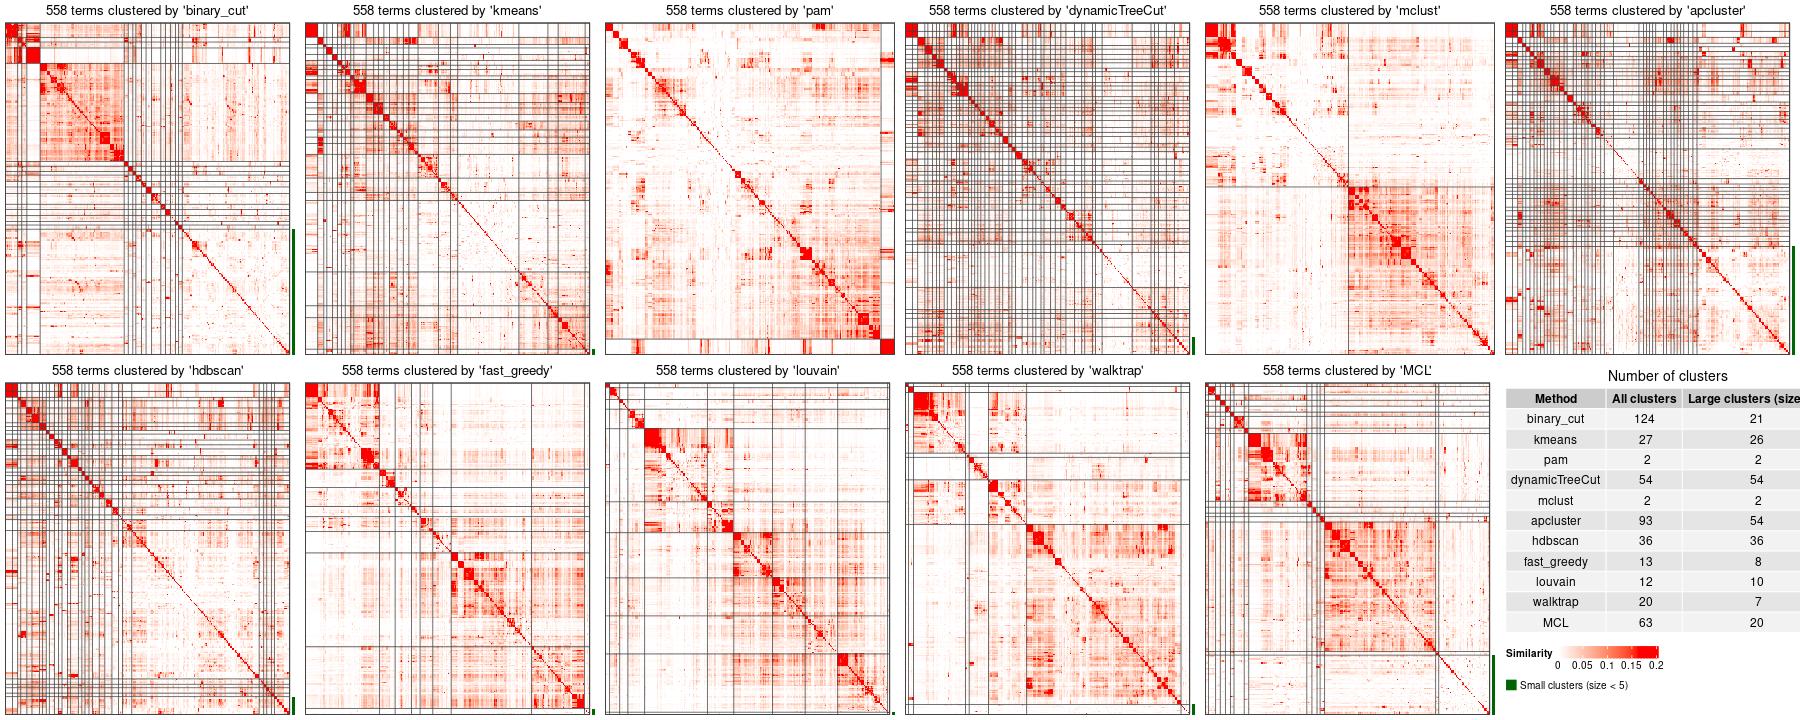 558 terms clustered by 'binary_cut'
558 terms clustered by 'kmeans'
558 terms clustered by 'pam'
558 terms clustered by 'dynamicTreeCut'
558 terms clustered by 'mclust'
558 terms clustered by 'apcluster'
558 terms clustered by 'hdbscan'
558 terms clustered by 'fast_greedy'
558 terms clustered by 'louvain'
558 terms clustered by 'walktrap'
558 terms clustered by 'MCL'
Number of clusters
Method All clusters Large clusters (size
binary_cut 124 21
kmeans 27 26
pam 2 2
dynamicTreeCut 54 54
mclust 2 2
apcluster 93 54
hdbscan 36 36
fast_greedy 13 8
louvain 12 10
walktrap 20 7
MCL 63 20
Similarity
0 0.05 0.1 0.15 0.2
Small clusters (size < 5)